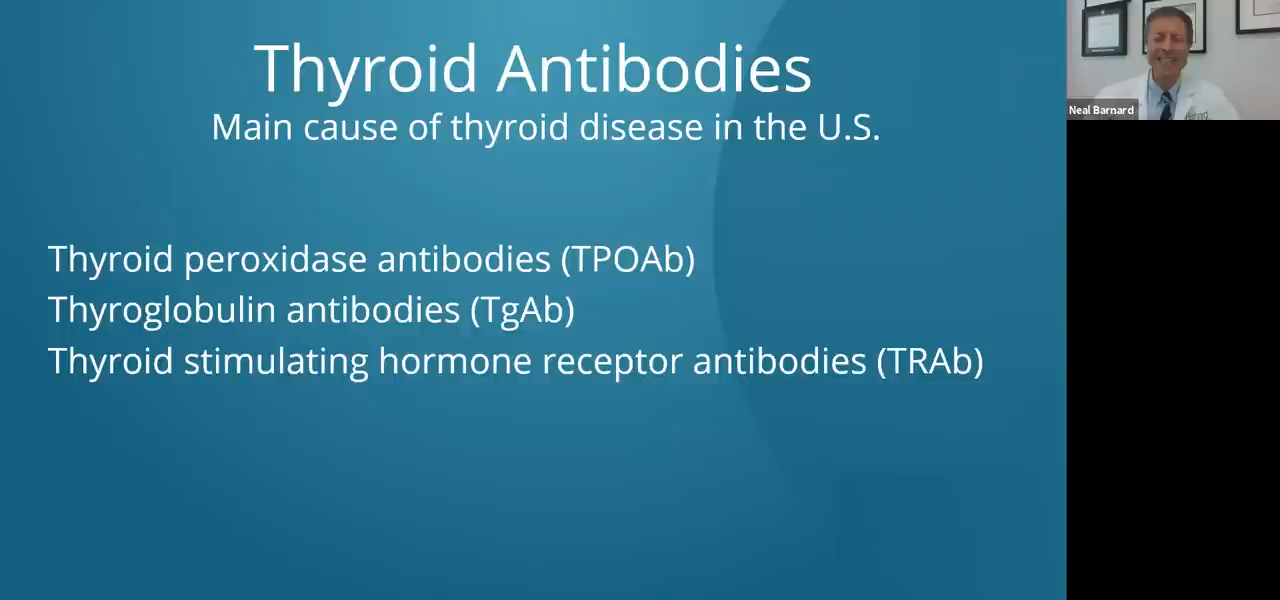 Thyroid Antibodies
Main cause of thyroid disease in the U.S.
Thyroid peroxidase antibodies (TPOAb)
Thyroglobulin antibodies (TgAb)
Thyroid stimulating hormone receptor antibodies (TRAb)
Neal Barnard